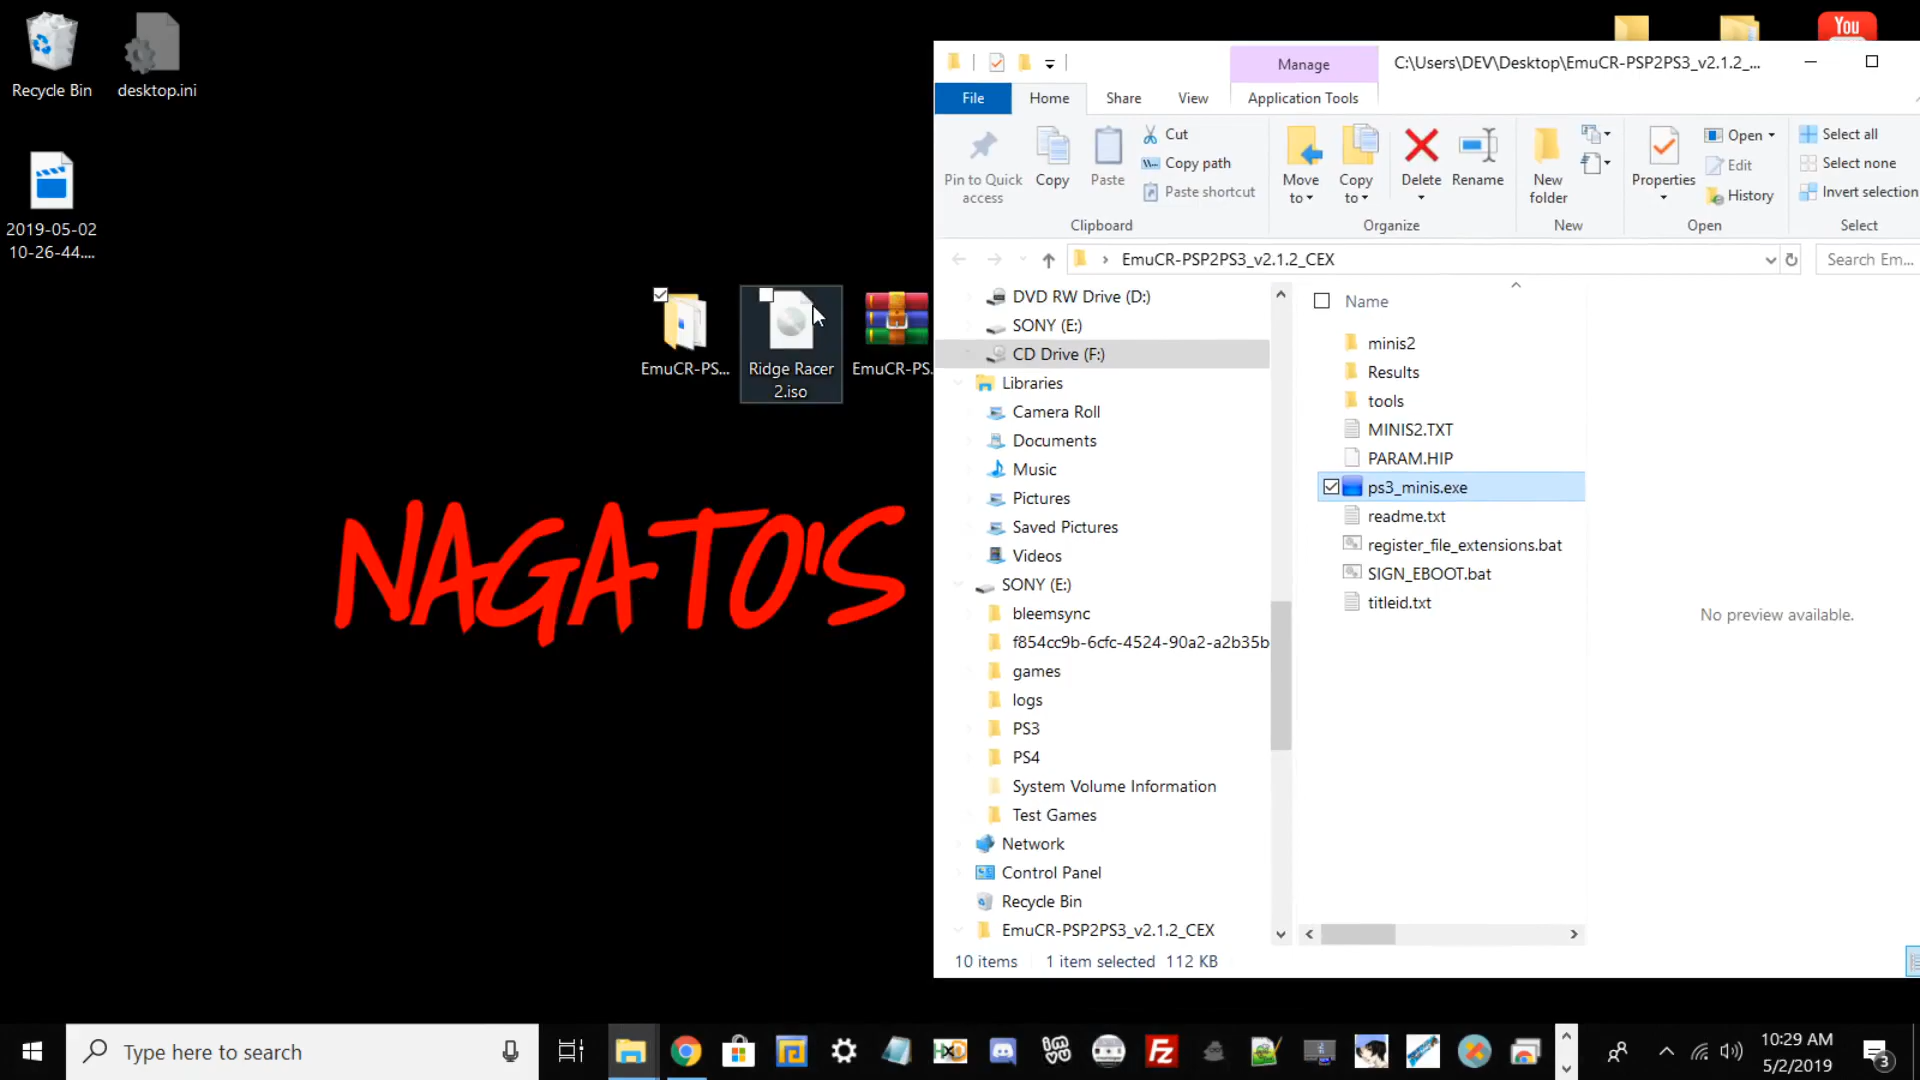 Recycle Bin
desktop.ini
2019-05-02
10-26-44....
EmuCR-PS...
Ridge Racer
2.iso
EmuCR-PS.
NAGATO'S
You
Manage
C:\Users\DEV\Desktop\EmuCR-PSP2PS3_v2.1.2_...
File
Home
Share
View
Application Tools
Pin to Quick
access
Copy
Paste
Cut
Copy path
Paste shortcut
Clipboard
Move
to
Copy
to
Delete
Rename
Organize
New
folder
New
Properties
Open
Edit
History
Open
Select all
Select none
Invert selection
Select
EmuCR-PSP2PS3_v2.1.2_CEX
Search Em...
DVD RW Drive (D:)
SONY (E:)
CD Drive (F:)
Libraries
Camera Roll
Documents
Music
Pictures
Saved Pictures
Videos
SONY (E:)
bleemsync
f854cc9b-6cfc-4524-90a2-a2b35b
games
logs
PS3
PS4
System Volume Information
Test Games
Network
Control Panel
Recycle Bin
EmuCR-PSP2PS3_v2.1.2_CEX
Name
minis2
Results
tools
MINIS2.TXT
PARAM.HIP
ps3_minis.exe
readme.txt
register_file_extensions.bat
SIGN_EBOOT.bat
titleid.txt
No preview available.
10 items
1 item selected 112 KB
Type here to search
HxD
Fz
10:29 AM
5/2/2019
3